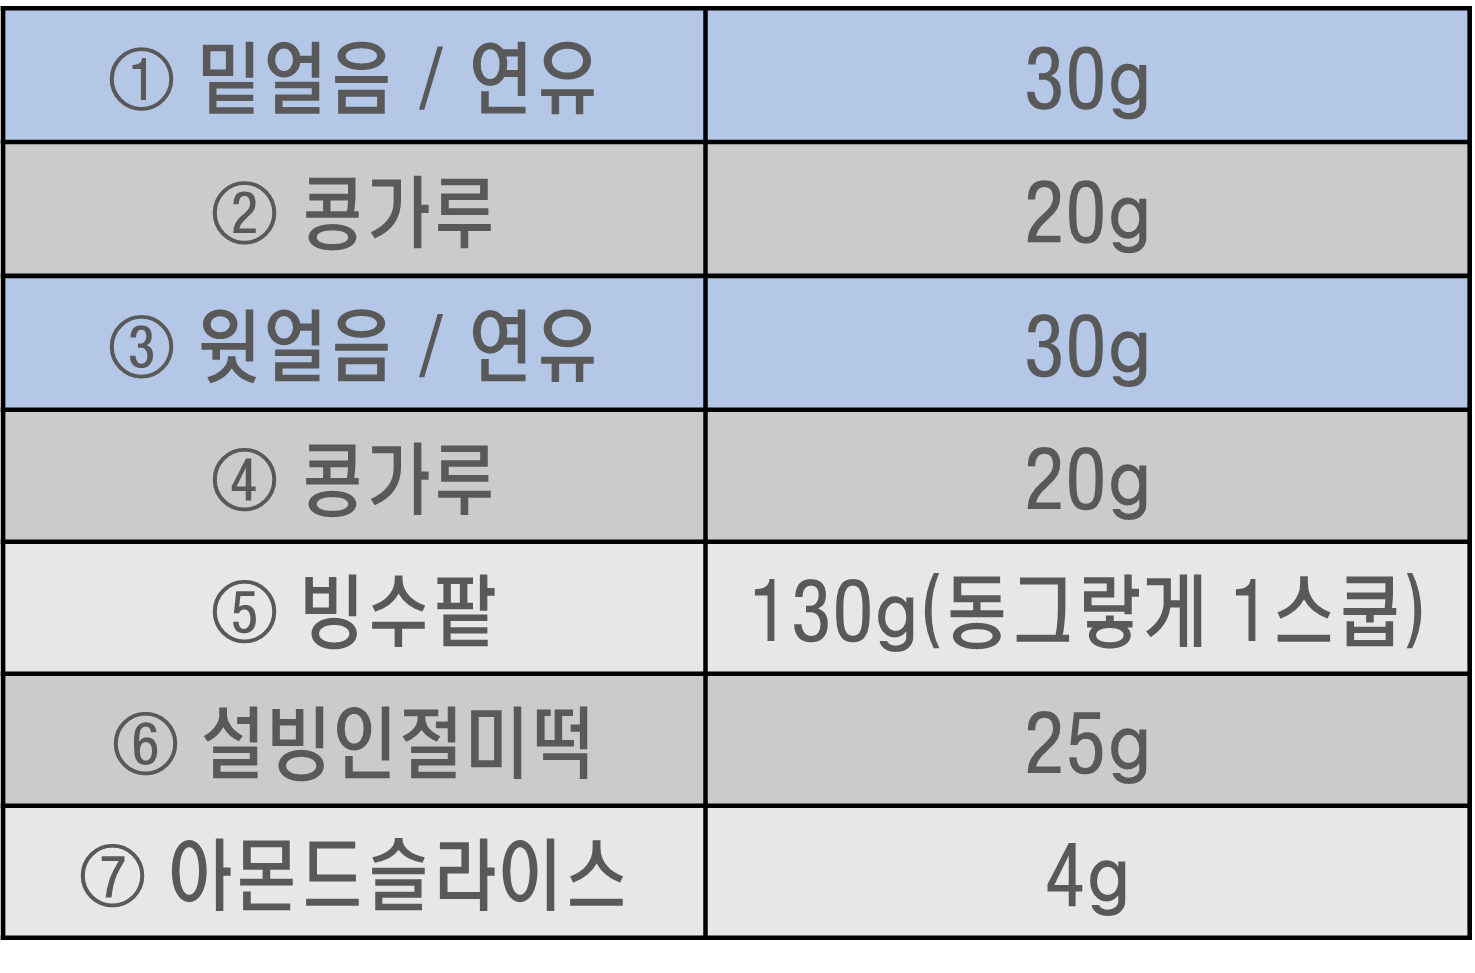 ① 밑얼음 / 연유 30g
② 콩가루 20g
③ 윗얼음 / 연유 30g
④ 콩가루 20g
⑤ 빙수팥 130g(동그랗게 1스쿱)
⑥ 설빙인절미떡 25g
⑦ 아몬드슬라이스 4g